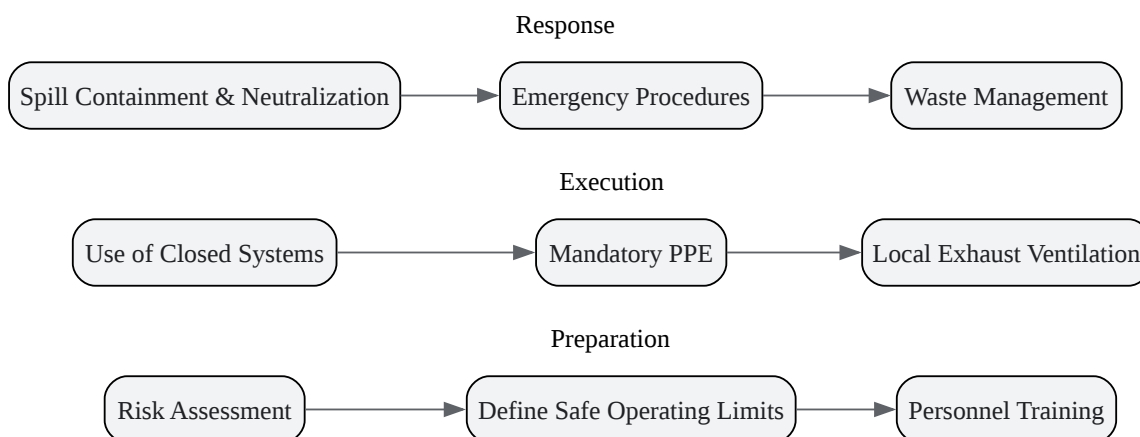 Response
Spill Containment & Neutralization
Emergency Procedures
Waste Management
Execution
Use of Closed Systems
Mandatory PPE
Local Exhaust Ventilation
Preparation
Risk Assessment
Define Safe Operating Limits
Personnel Training